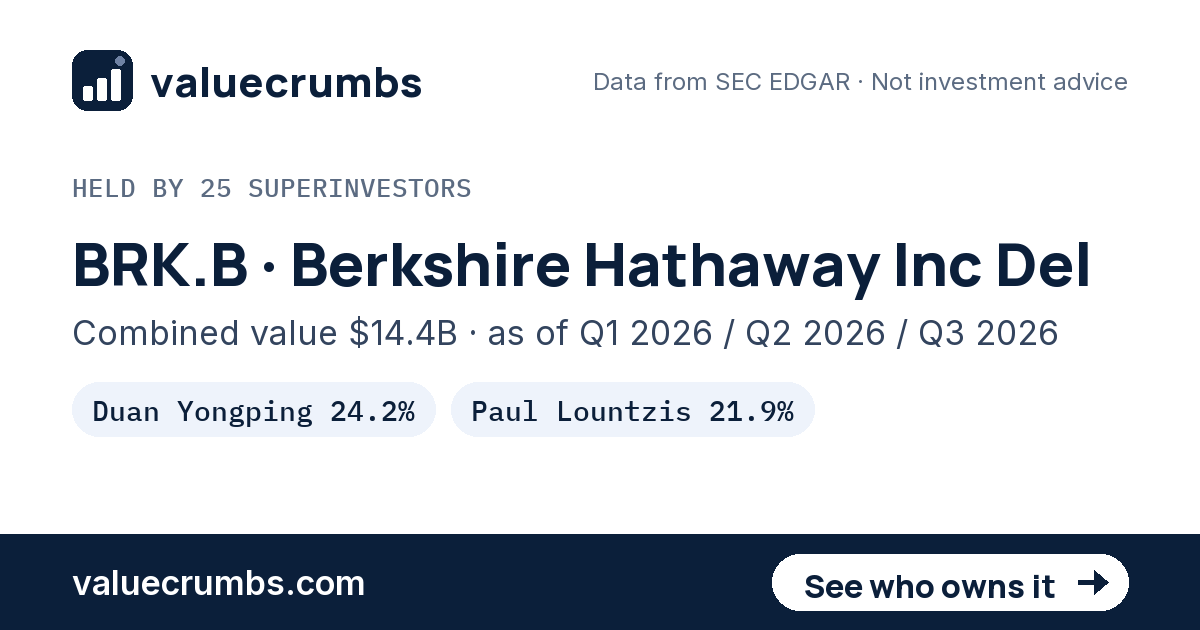 valuecrumbs
Data from SEC EDGAR · Not investment advice
HELD BY 25 SUPERINVESTORS
BRK.B · Berkshire Hathaway Inc Del
Combined value $14.4B · as of Q1 2026 / Q2 2026 / Q3 2026
Duan Yongping 24.2%
Paul Lountzis 21.9%
valuecrumbs.com
See who owns it →